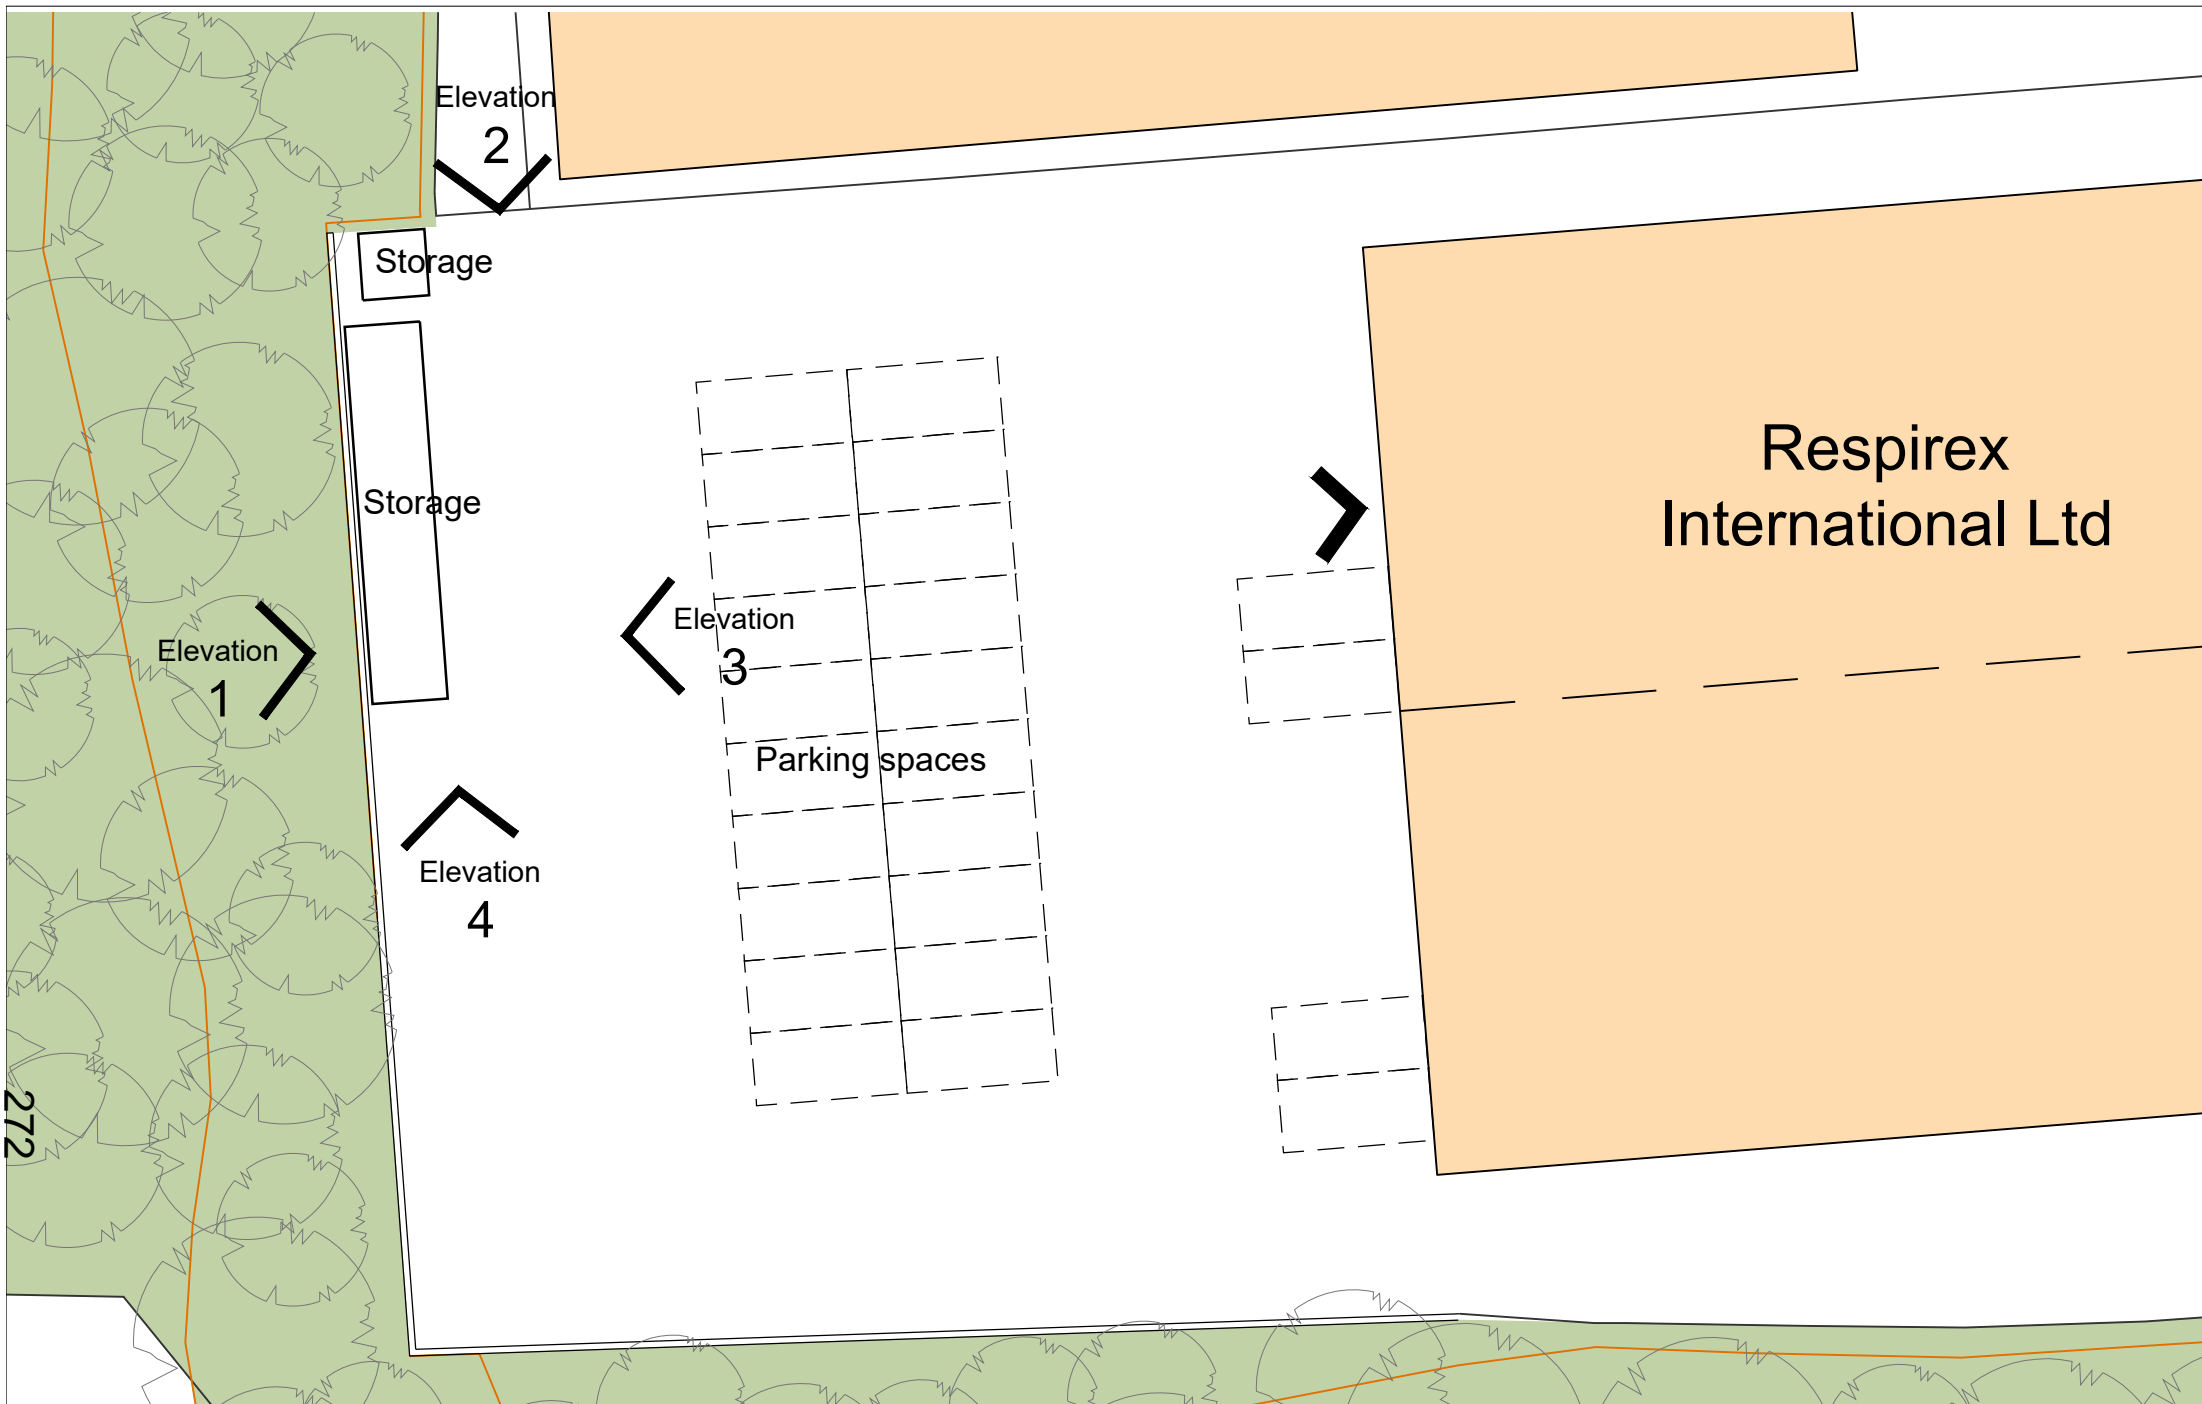 Elevation
2
Storage
Respirex
International Ltd
Storage
Elevation
3
Elevation
1
Parking spaces
Elevation
4
272